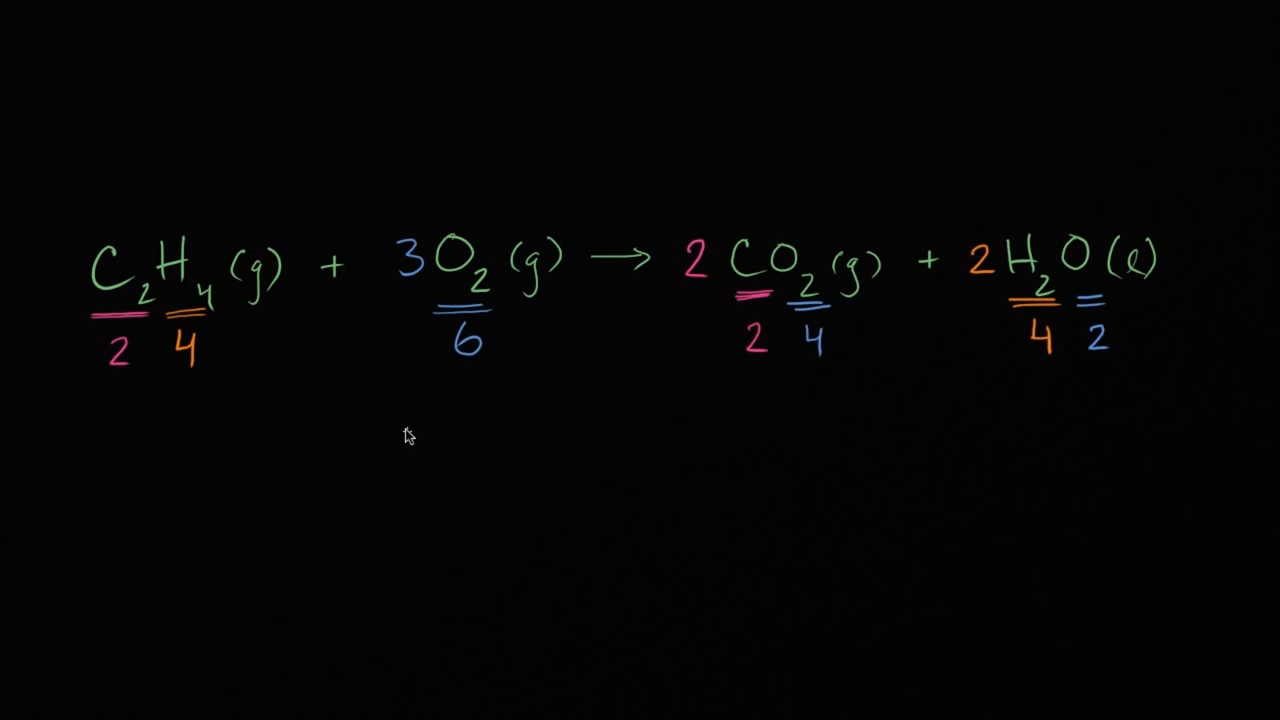 C₂H₄(g) + 3O₂(g) → 2CO₂(g) + 2H₂O(l)
2 4 6 2 4 4 2